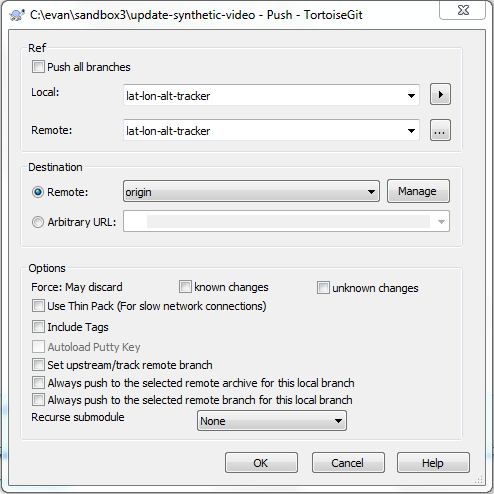 C:\evan\sandbox3\update-synthetic-video - Push - TortoiseGit
Ref
Push all branches
Local: lat-lon-alt-tracker
Remote: lat-lon-alt-tracker ...
Destination
Remote: origin Manage
Arbitrary URL:
Options
Force: May discard known changes unknown changes
Use Thin Pack (For slow network connections)
Include Tags
Autoload Putty Key
Set upstream/track remote branch
Always push to the selected remote archive for this local branch
Always push to the selected remote branch for this local branch
Recurse submodule None
OK Cancel Help